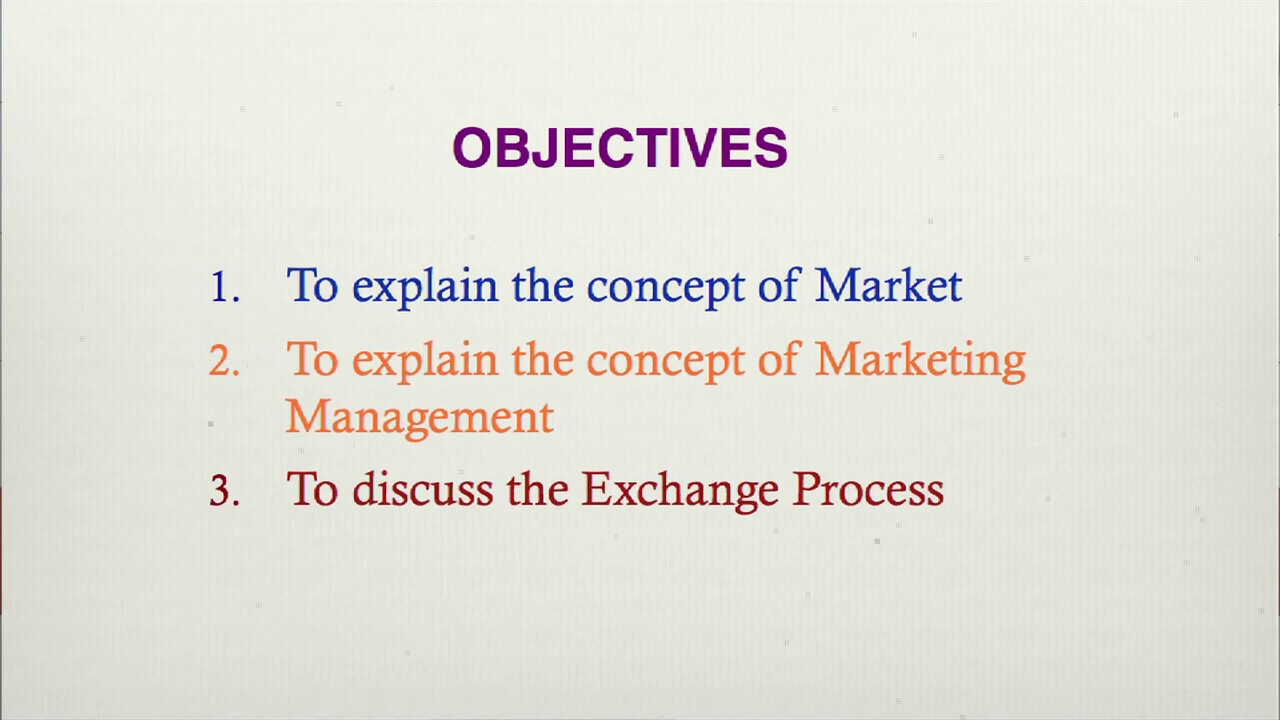 OBJECTIVES
1. To explain the concept of Market
2. To explain the concept of Marketing
Management
3. To discuss the Exchange Process